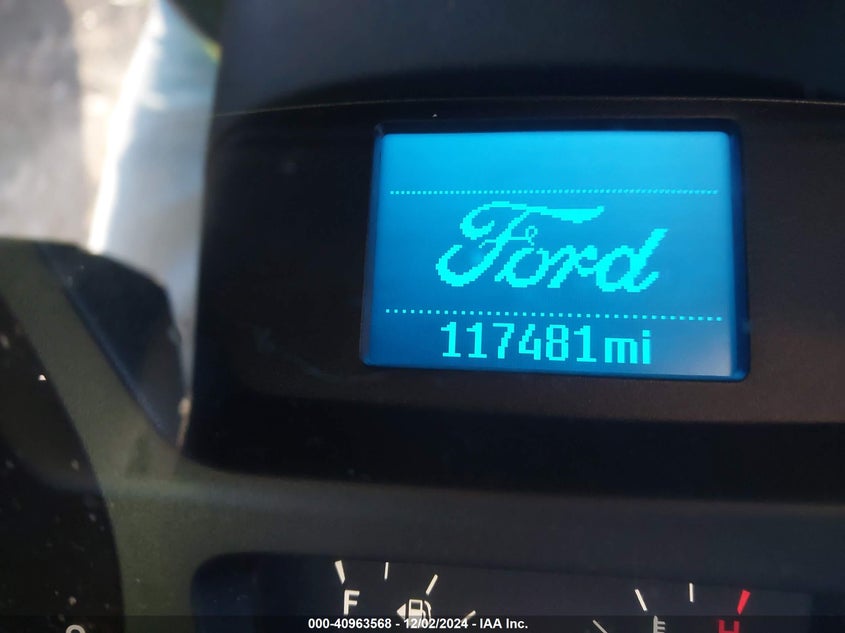 Ford
117481mi
F
H
000-40963568 - 12/02/2024 - IAA Inc.